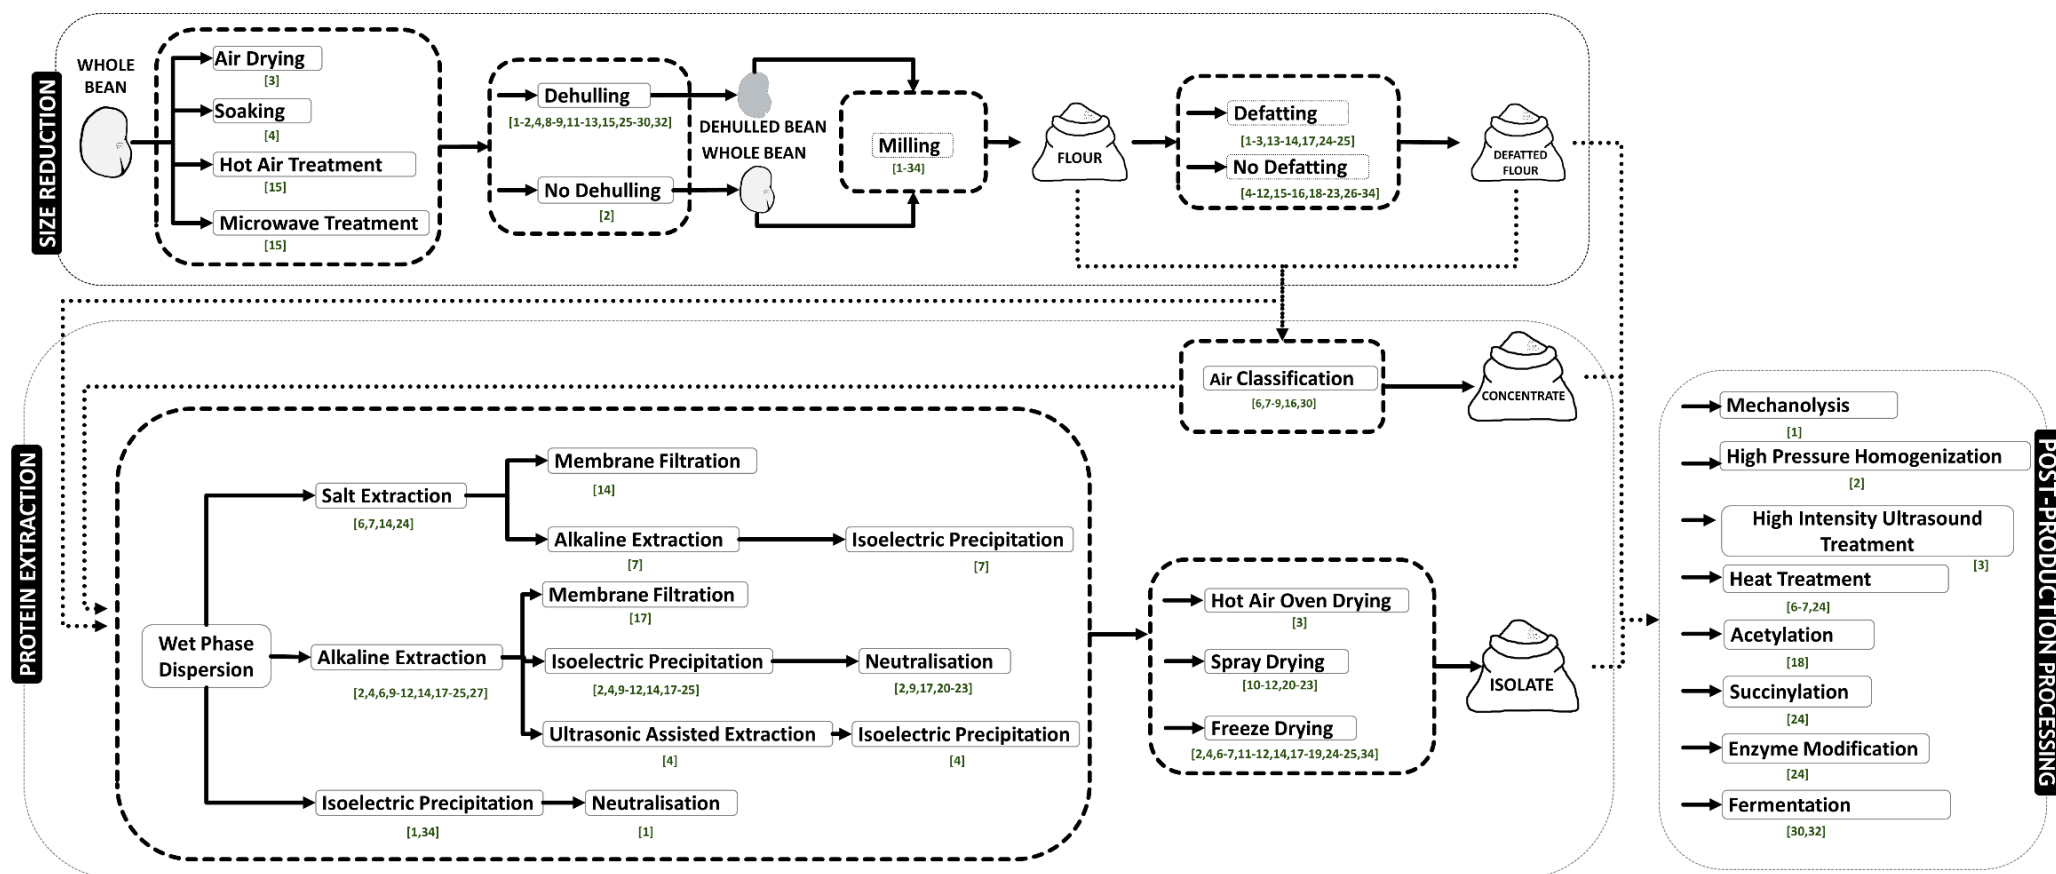 SIZE REDUCTION
WHOLE
BEAN
Air Drying
[3]
Soaking
[4]
Hot Air Treatment
[15]
Microwave Treatment
[15]
Dehulling
[1-2,4,8-9,11-13,15,25-30,32]
No Dehulling
[2]
DEHULLED BEAN
WHOLE BEAN
Milling
[1-34]
FLOUR
Defatting
[1-3,13-14,17,24-25]
No Defatting
[4-12,15-16,18-23,26-34]
DEFATTED
FLOUR
PROTEIN EXTRACTION
Air Classification
[6,7-9,16,30]
CONCENTRATE
Wet Phase
Dispersion
Salt Extraction
[6,7,14,24]
Membrane Filtration
[14]
Alkaline Extraction
[7]
Isoelectric Precipitation
[7]
Alkaline Extraction
[2,4,6,9-12,14,17-25,27]
Membrane Filtration
[17]
Isoelectric Precipitation
[2,4,9-12,14,17-25]
Neutralisation
[2,9,17,20-23]
Ultrasonic Assisted Extraction
[4]
Isoelectric Precipitation
[4]
Isoelectric Precipitation
[1,34]
Neutralisation
[1]
Hot Air Oven Drying
[3]
Spray Drying
[10-12,20-23]
Freeze Drying
[2,4,6-7,11-12,14,17-19,24-25,34]
ISOLATE
POST-PRODUCTION PROCESSING
Mechanolysis
[1]
High Pressure Homogenization
[2]
High Intensity Ultrasound
Treatment
[3]
Heat Treatment
[6-7,24]
Acetylation
[18]
Succinylation
[24]
Enzyme Modification
[24]
Fermentation
[30,32]